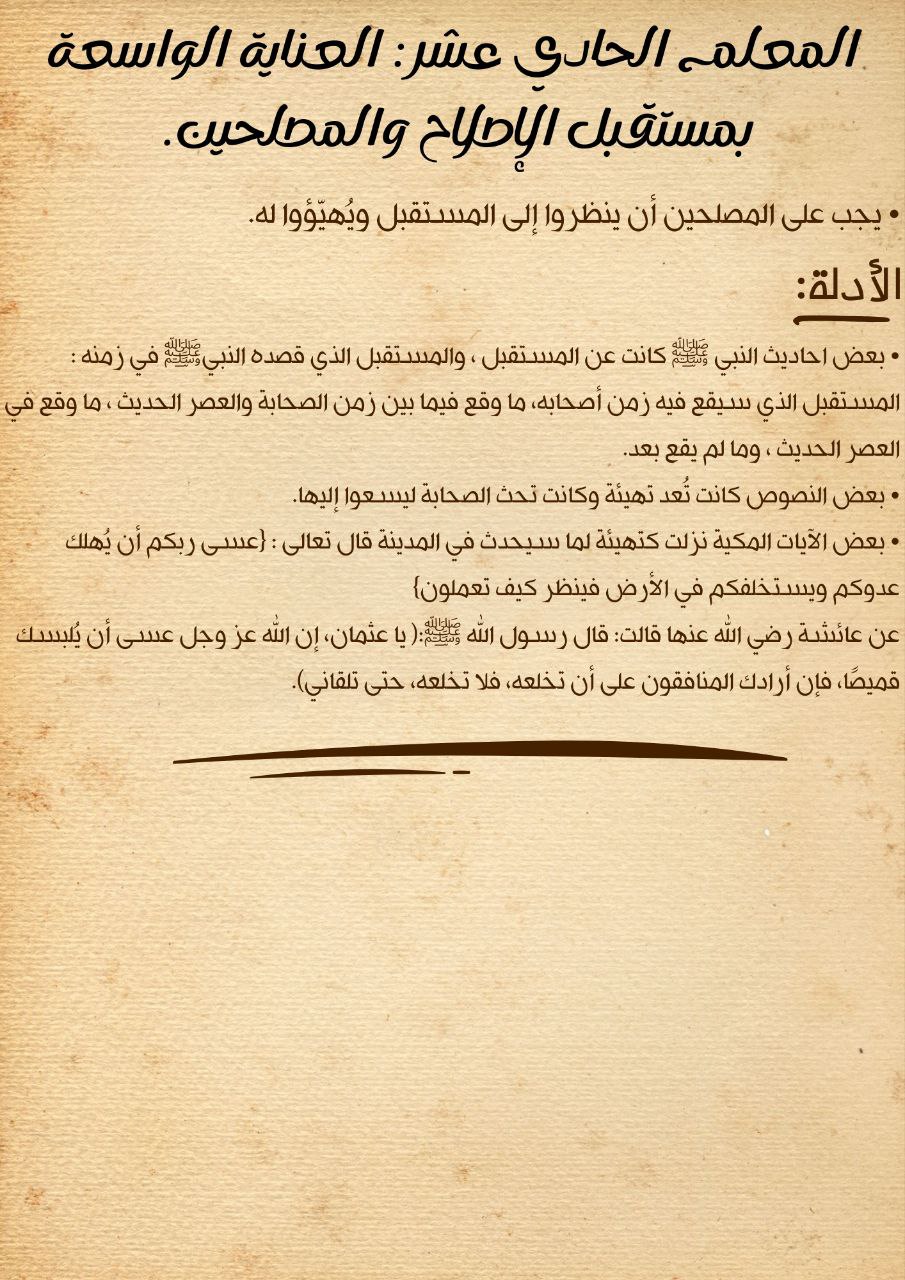 المعلم الحادي عشر: العناية الواسعة
بمستقبل الإصلاح والمصلحين.
• يجب على المصلحين أن ينظروا إلى المستقبل ويُهيّؤوا له.
الأدلة:
• بعض احاديث النبي ﷺ كانت عن المستقبل ، والمستقبل الذي قصده النبيﷺ في زمنه :
المستقبل الذي سيقع فيه زمن أصحابه، ما وقع فيما بين زمن الصحابة والعصر الحديث ، ما وقع في
العصر الحديث ، وما لم يقع بعد.
• بعض النصوص كانت تُعد تهيئة وكانت تحث الصحابة ليسعوا إليها.
• بعض الآيات المكية نزلت كتهيئة لما سيحدث في المدينة قال تعالى : {عسى ربكم أن يُهلك
عدوكم ويستخلفكم في الأرض فينظر كيف تعملون}
عن عائشة رضي الله عنها قالت: قال رسول الله ﷺ:( يا عثمان، إن الله عز وجل عسى أن يُلبسك
قميصًا، فإن أرادك المنافقون على أن تخلعه، فلا تخلعه، حتى تلقاني).